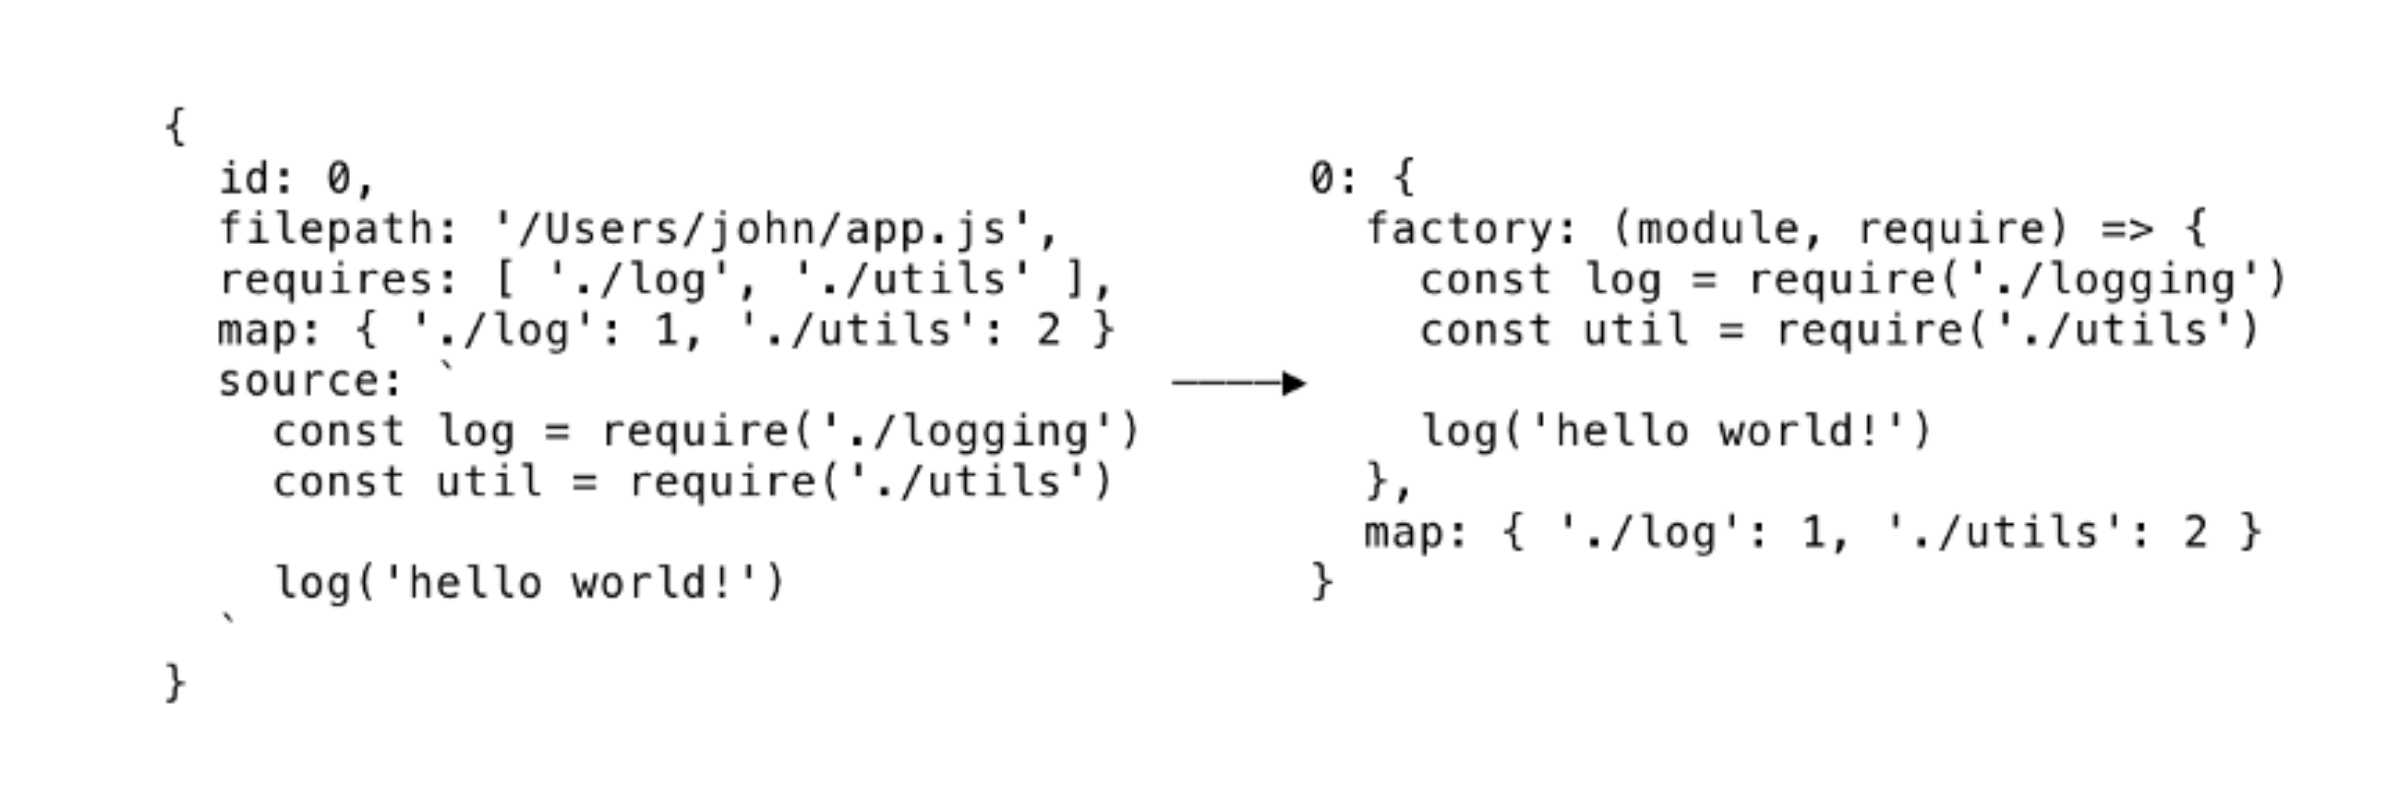 {
  id: 0,
  filepath: '/Users/john/app.js',
  requires: [ './log', './utils' ],
  map: { './log': 1, './utils': 2 }
  source: `
    const log = require('./logging')
    const util = require('./utils')

    log('hello world!')
  `
}
0: {
  factory: (module, require) => {
    const log = require('./logging')
    const util = require('./utils')

    log('hello world!')
  },
  map: { './log': 1, './utils': 2 }
}